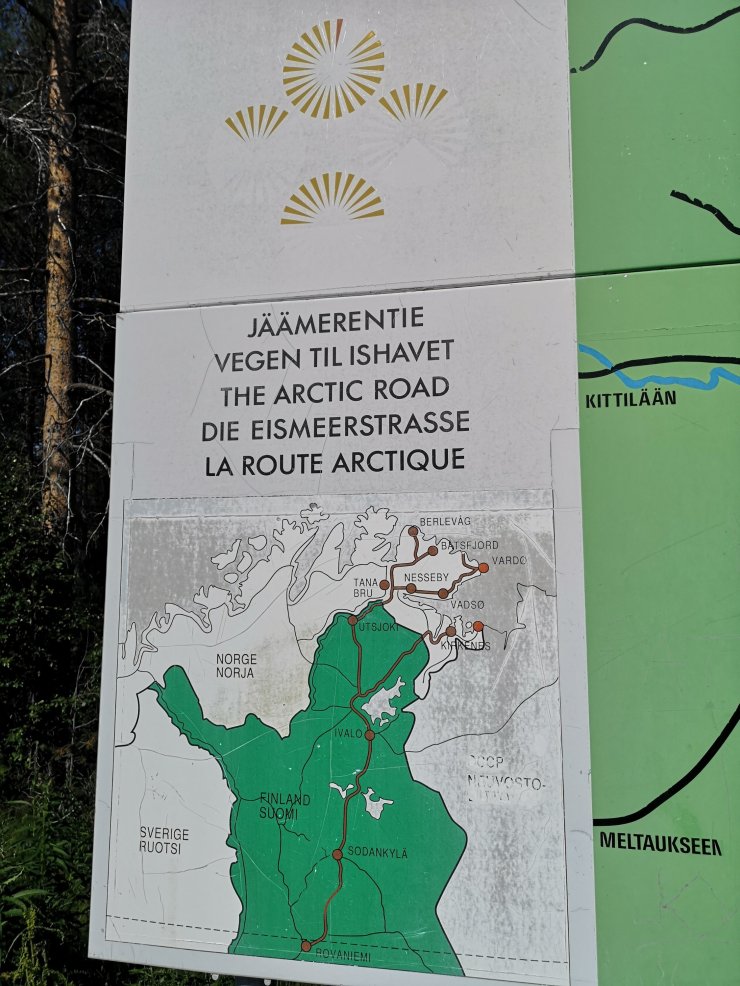 JÄÄMERENTIE
VEGEN TIL ISHAVET
THE ARCTIC ROAD
DIE EISMEERSTRASSE
LA ROUTE ARCTIQUE
KITTILÄÄN
BERLEVÅG
BÅTSFJORD
VARDØ
TANA
BRU
NESSEBY
VADSØ
UTSJOKI
KIRKENES
NORGE
NORJA
IVALO
FINLAND
SUOMI
SVERIGE
RUOTSI
SODANKYLÄ
MELTAUKSEEN
ROVANIEMI